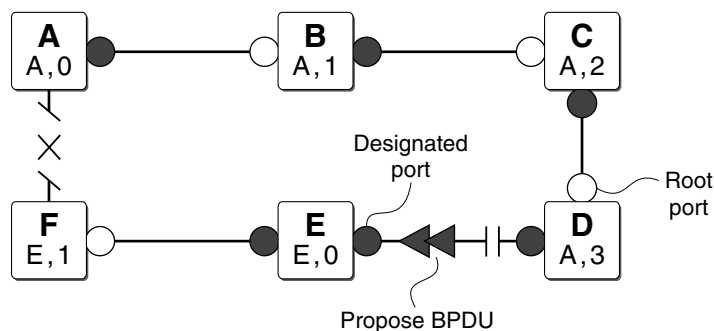 A
A,0
B
A,1
C
A,2
Designated
port
Root
port
F
E,1
E
E,0
D
A,3
Propose BPDU